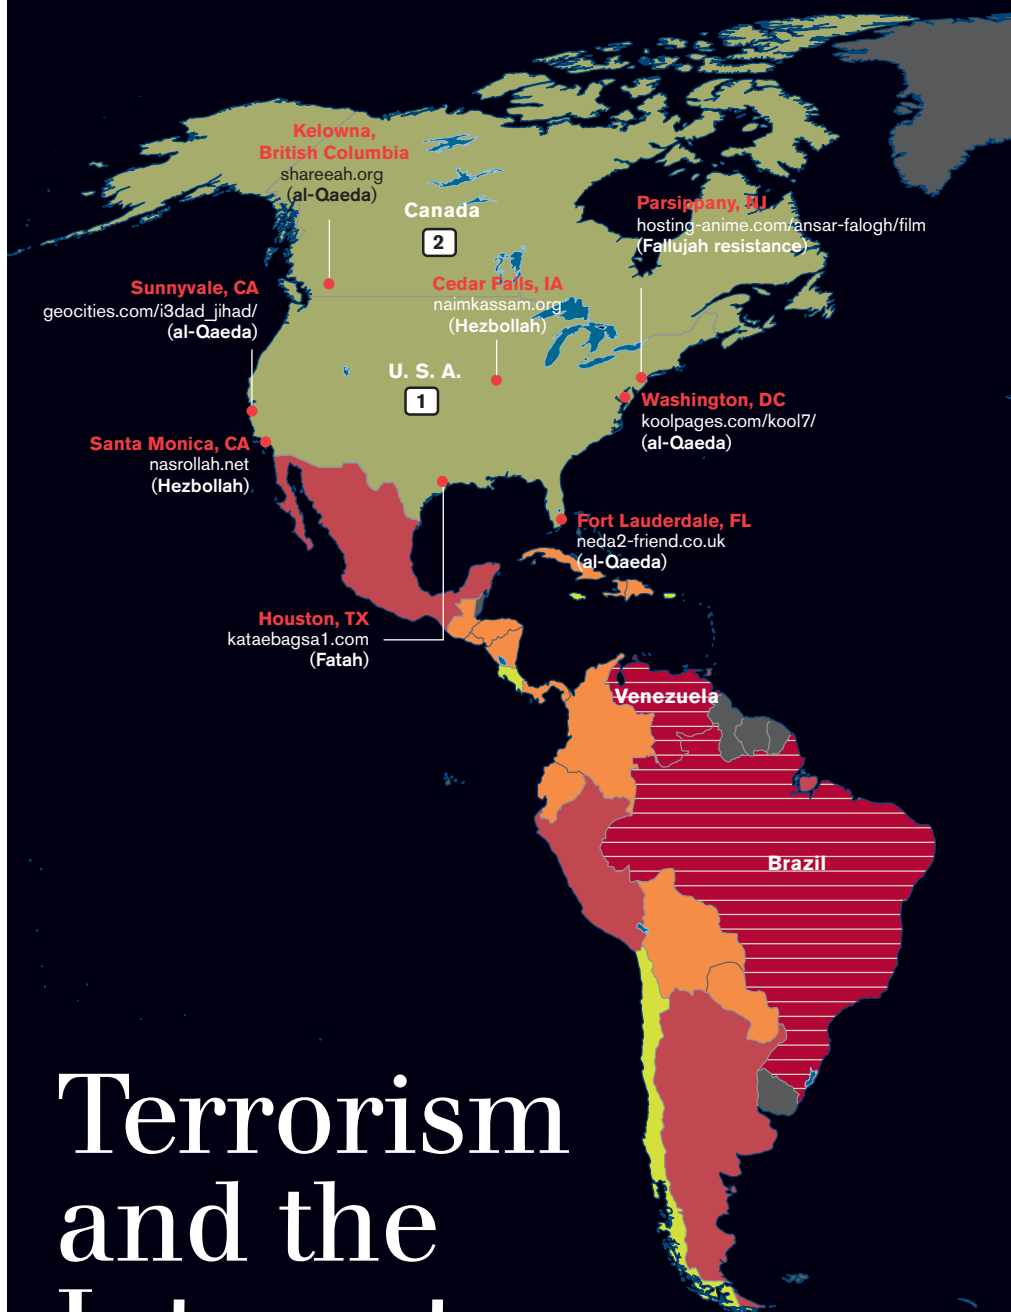 Kelowna,
British Columbia
shareeah.org
(al-Qaeda)
Canada
2
Parsippany, NJ
hosting-anime.com/ansar-falogh/film
(Fallujah resistance)
Sunnyvale, CA
geocities.com/i3dad_jihad/
(al-Qaeda)
Cedar Falls, IA
naimkassam.org
(Hezbollah)
U. S. A.
1
Washington, DC
koolpages.com/kool7/
(al-Qaeda)
Santa Monica, CA
nasrollah.net
(Hezbollah)
Fort Lauderdale, FL
neda2-friend.co.uk
(al-Qaeda)
Houston, TX
kataebagsa1.com
(Fatah)
Venezuela
Brazil
Terrorism
and the